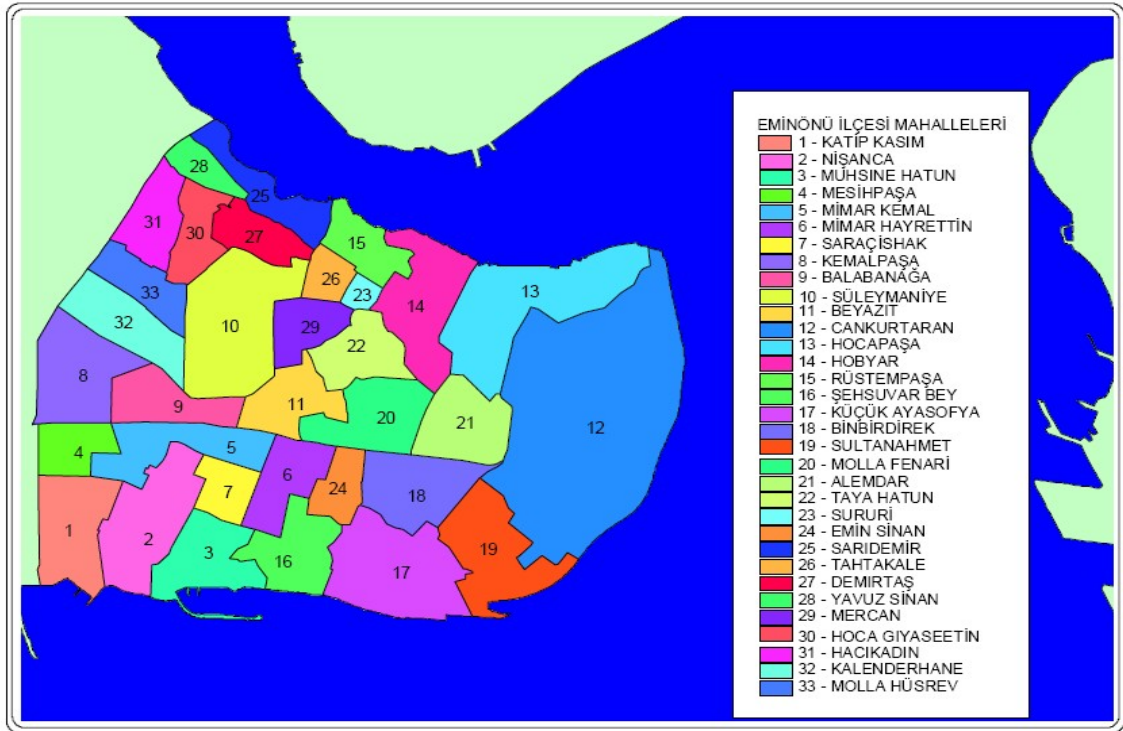 28
25
31
30
27
15
26
33
23
14
13
10
29
32
22
8
9
11
20
21
12
5
4
6
7
24
18
1
2
3
16
17
19
EMİNÖNÜ İLÇESİ MAHALLELERİ
1 - KATİP KASIM
2 - NİŞANCA
3 - MUHSINE HATUN
4 - MESİHPAŞA
5 - MİMAR KEMAL
6 - MİMAR HAYRETTİN
7 - SARAÇİSHAK
8 - KEMALPAŞA
9 - BALABANAĞA
10 - SÜLEYMANİYE
11 - BEYAZIT
12 - CANKURTARAN
13 - HOCAPAŞA
14 - HOBYAR
15 - RÜSTEMPAŞA
16 - ŞEHSUVAR BEY
17 - KÜÇÜK AYASOFYA
18 - BİNBİRDİREK
19 - SULTANAHMET
20 - MOLLA FENARİ
21 - ALEMDAR
22 - TAYA HATUN
23 - SURURİ
24 - EMİN SİNAN
25 - SARIDEMİR
26 - TAHTAKALE
27 - DEMİRTAŞ
28 - YAVUZ SİNAN
29 - MERCAN
30 - HOCA GIYASEETİN
31 - HACIKADIN
32 - KALENDERHANE
33 - MOLLA HÜSREV